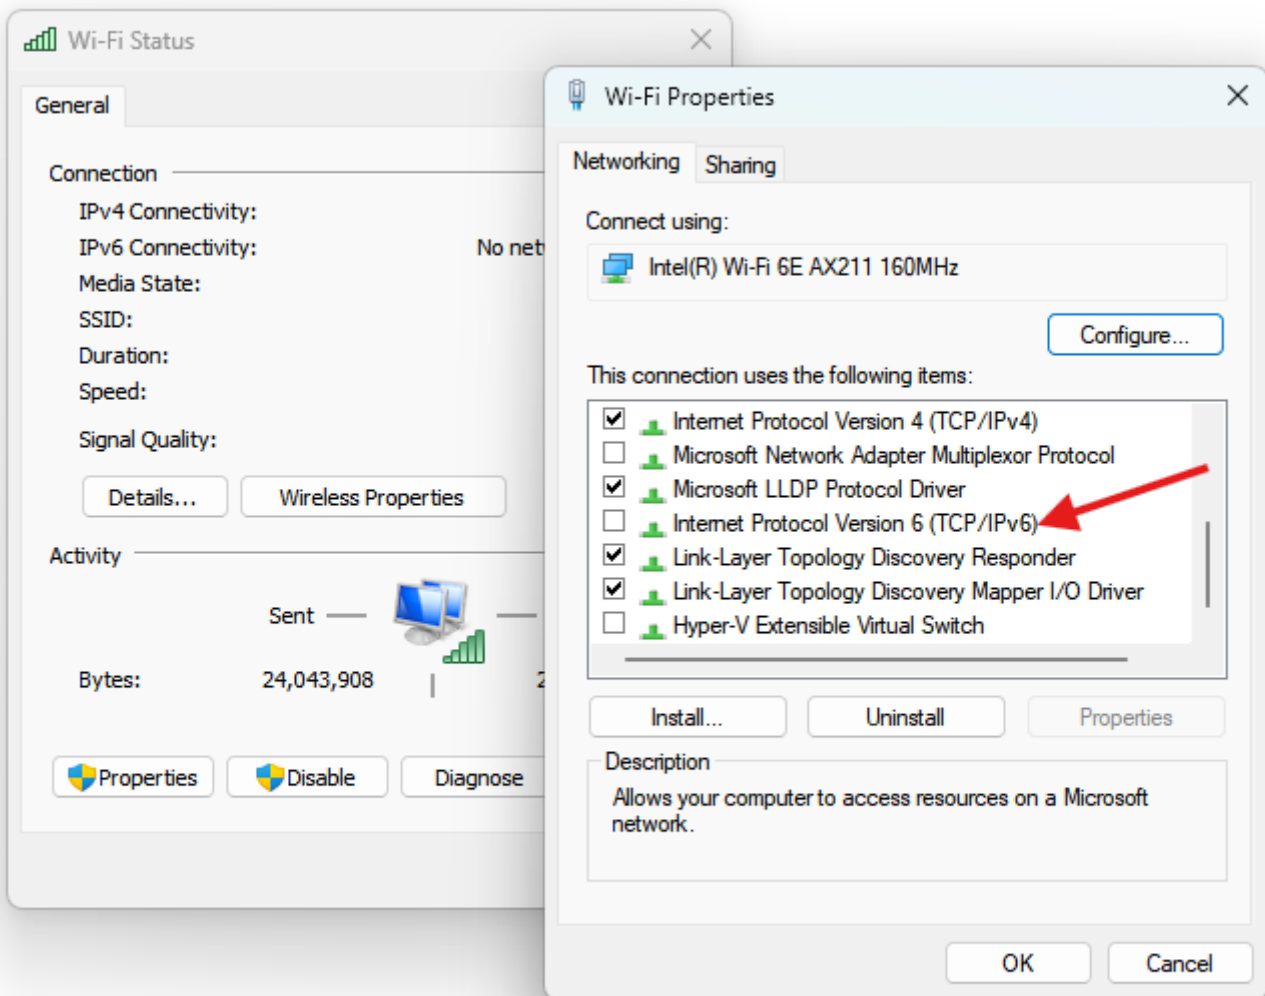 Wi-Fi Status
General
Connection
IPv4 Connectivity:
IPv6 Connectivity:
No
Media State:
SSID:
Duration:
Speed:
Signal Quality:
Details...
Wireless Properties
Activity
Sent
Bytes:
24,043,908
Properties
Disable
Diagnose
Wi-Fi Properties
Networking
Sharing
Connect using:
Intel(R) Wi-Fi 6E AX211 160MHz
Configure...
This connection uses the following items:
Internet Protocol Version 4 (TCP/IPv4)
Microsoft Network Adapter Multiplexor Protocol
Microsoft LLDP Protocol Driver
Internet Protocol Version 6 (TCP/IPv6)
Link-Layer Topology Discovery Responder
Link-Layer Topology Discovery Mapper I/O Driver
Hyper-V Extensible Virtual Switch
Install...
Uninstall
Properties
Description
Allows your computer to access resources on a Microsoft
network.
OK
Cancel